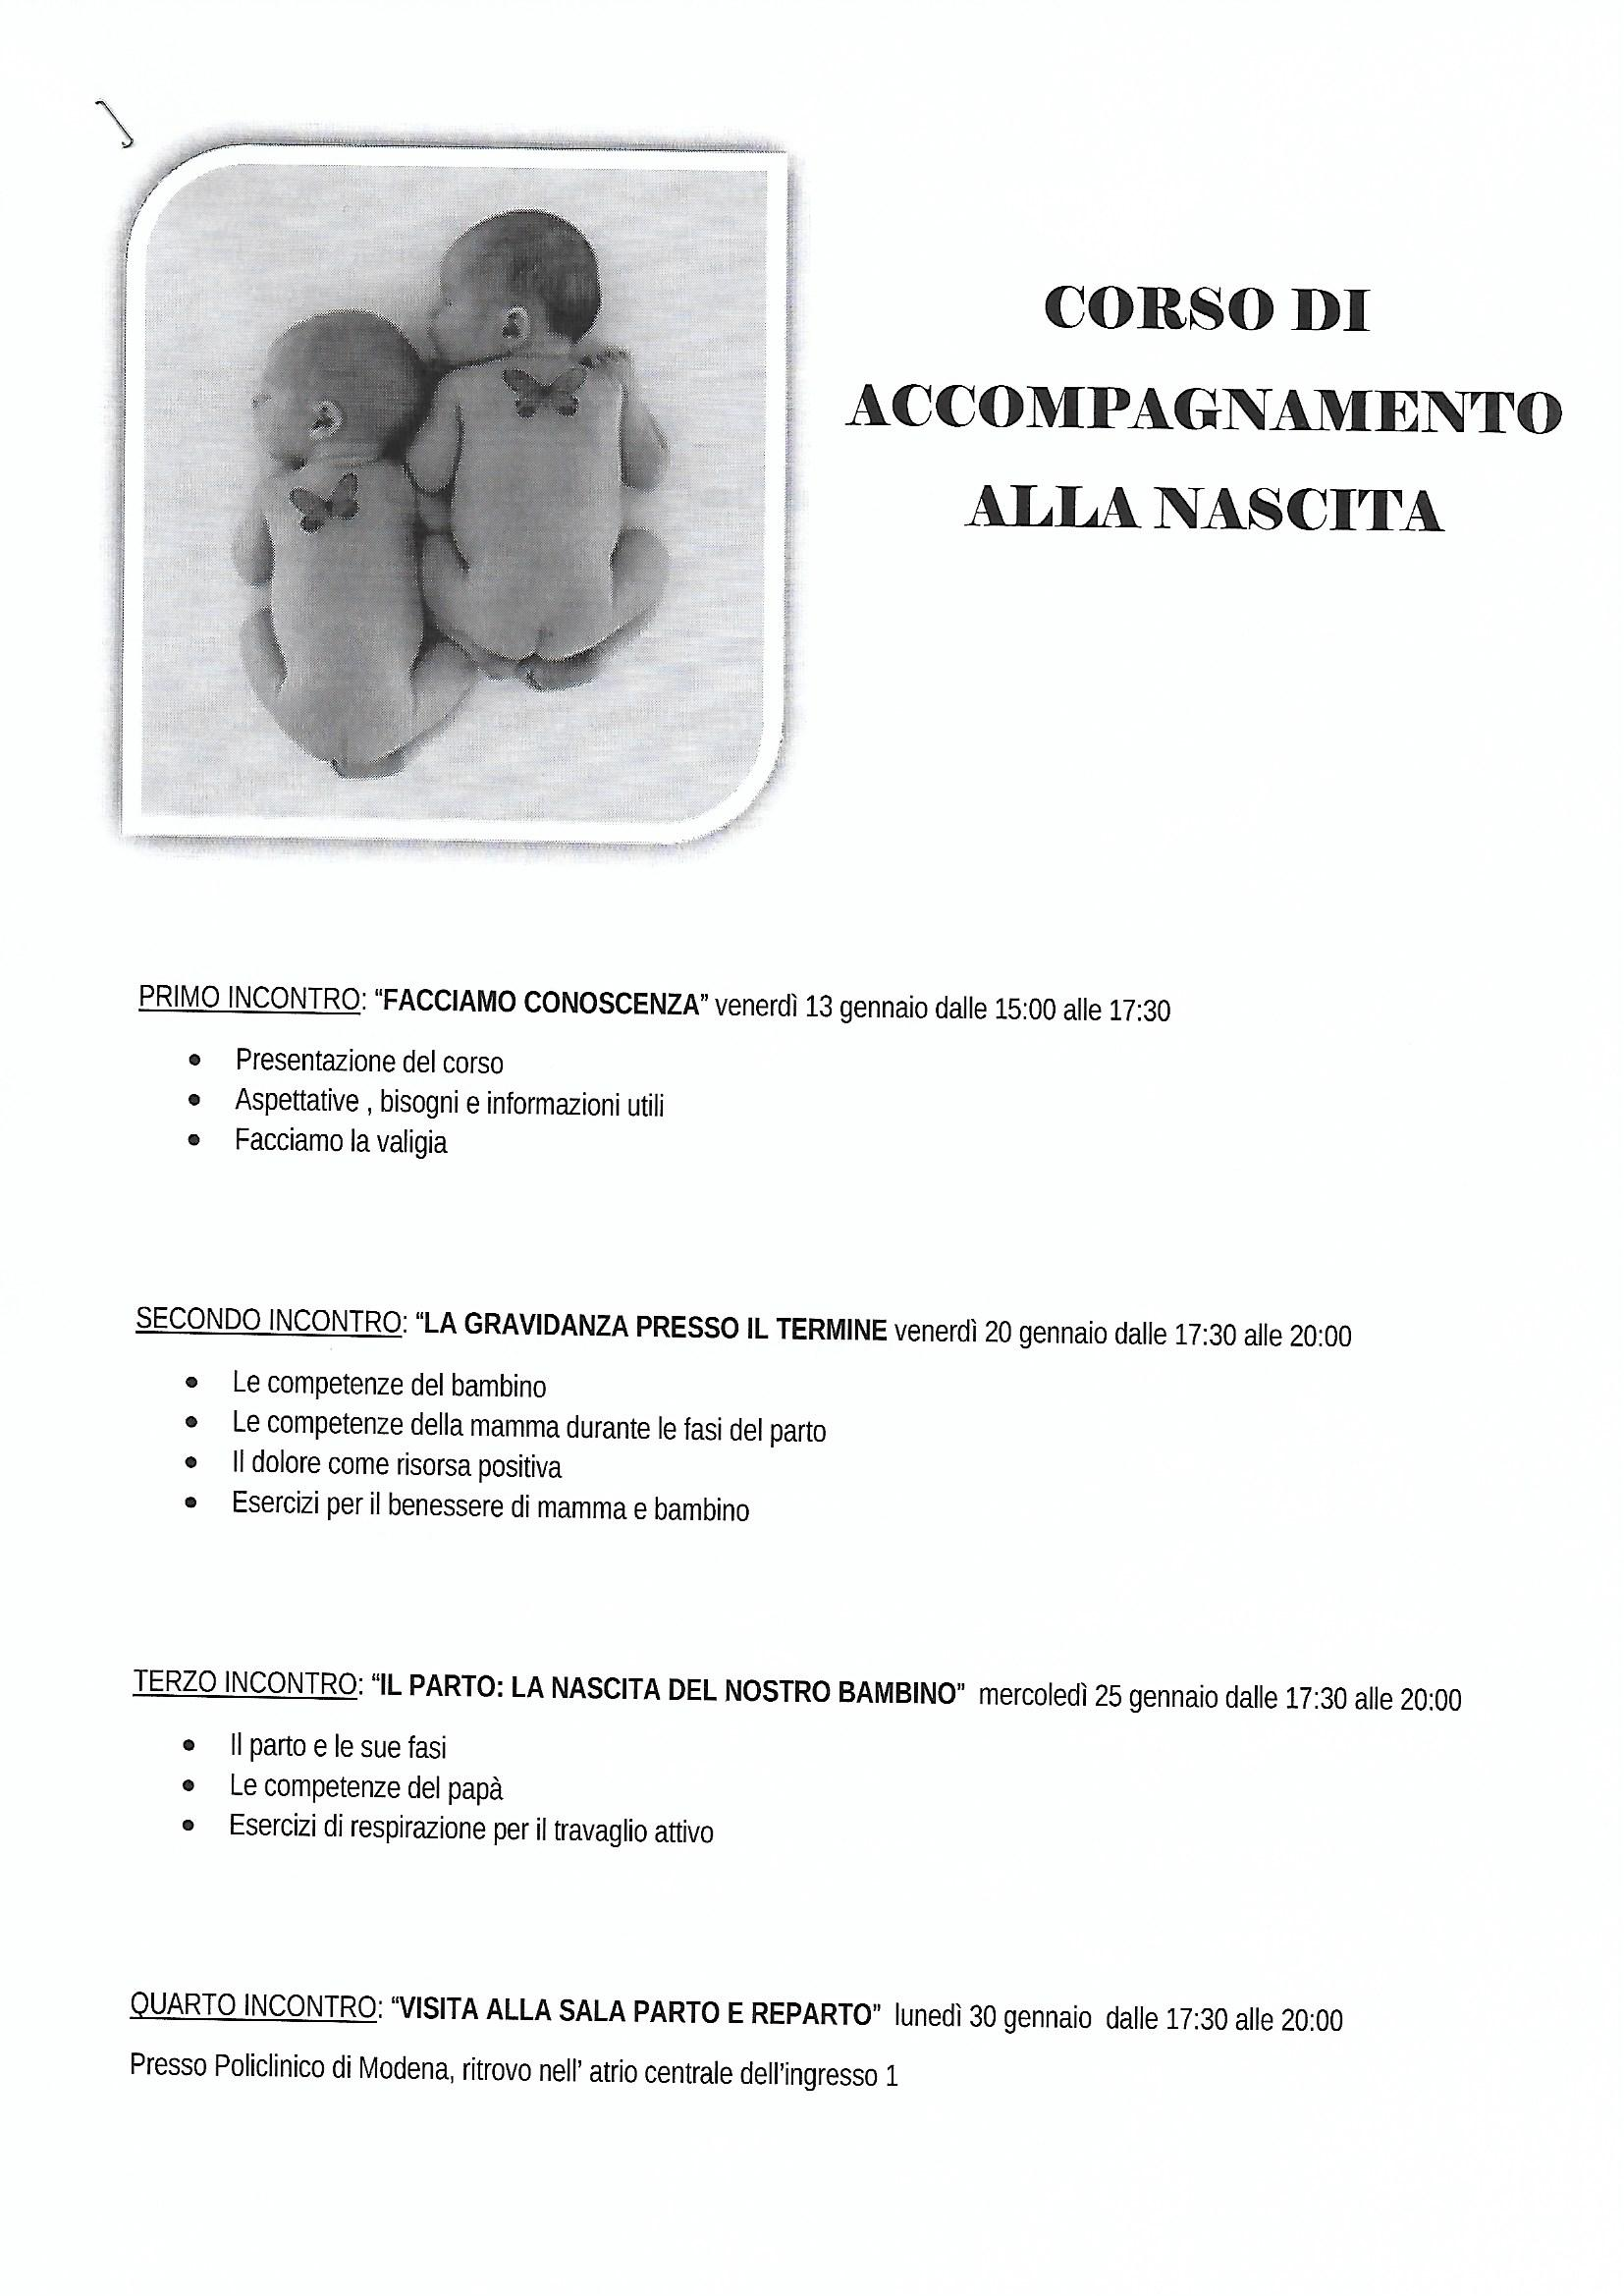 CORSO DI
ACCOMPAGNAMENTO
ALLA NASCITA
PRIMO INCONTRO: “FACCIAMO CONOSCENZA” venerdì 13 gennaio dalle 15:00 alle 17:30
• Presentazione del corso
• Aspettative , bisogni e informazioni utili
• Facciamo la valigia
SECONDO INCONTRO: “LA GRAVIDANZA PRESSO IL TERMINE venerdì 20 gennaio dalle 17:30 alle 20:00
• Le competenze del bambino
• Le competenze della mamma durante le fasi del parto
• Il dolore come risorsa positiva
• Esercizi per il benessere di mamma e bambino
TERZO INCONTRO: “IL PARTO: LA NASCITA DEL NOSTRO BAMBINO” mercoledì 25 gennaio dalle 17:30 alle 20:00
• Il parto e le sue fasi
• Le competenze del papà
• Esercizi di respirazione per il travaglio attivo
QUARTO INCONTRO: “VISITA ALLA SALA PARTO E REPARTO” lunedì 30 gennaio dalle 17:30 alle 20:00
Presso Policlinico di Modena, ritrovo nell’ atrio centrale dell’ingresso 1